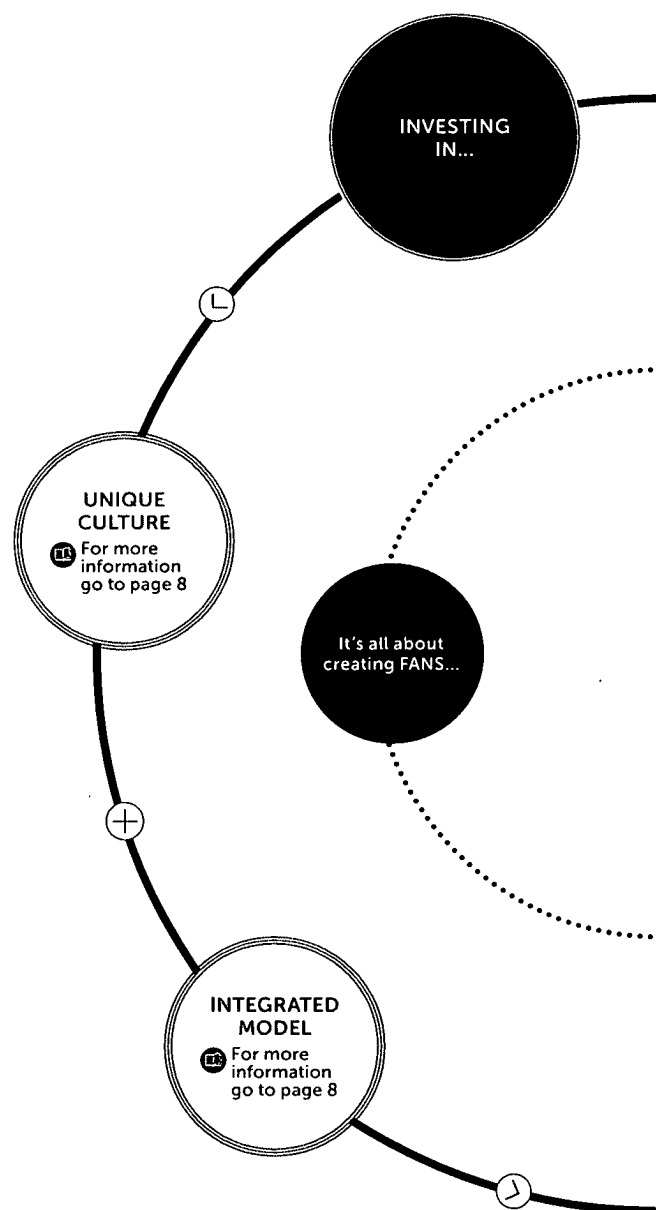 INVESTING
IN...
UNIQUE
CULTURE
For more
information
go to page 8
It's all about
creating FANS...
INTEGRATED
MODEL
For more
information
go to page 8